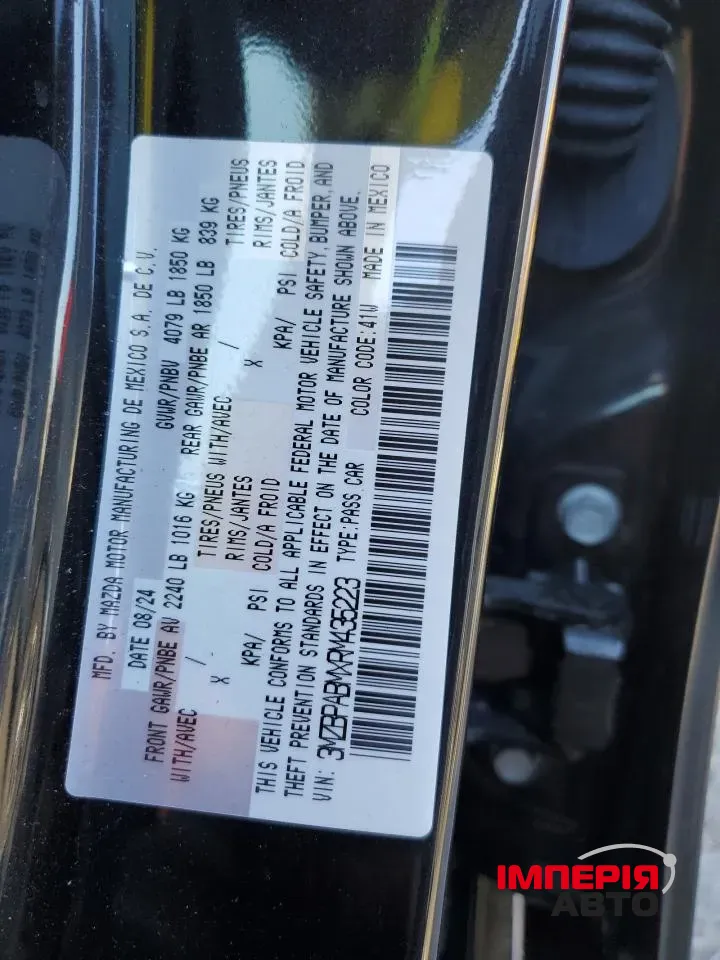 MFD. BY MAZDA MOTOR MANUFACTURING DE MEXICO S.A. DE C.V.
DATE 08/24 GVWR/PNBV 4079 LB 1850 KG
FRONT GAWR/PNBE AV 2240 LB 1016 KG REAR GAWR/PNBE AR 1850 LB 839 KG
WITH/AVEC / TIRES/PNEUS WITH/AVEC / TIRES/PNEUS
X RIMS/JANTES X RIMS/JANTES
KPA/ PSI COLD/A FROID KPA/ PSI COLD/A FROID
THIS VEHICLE CONFORMS TO ALL APPLICABLE FEDERAL MOTOR VEHICLE SAFETY, BUMPER, AND
THEFT PREVENTION STANDARDS IN EFFECT ON THE DATE OF MANUFACTURE SHOWN ABOVE.
VIN: 3MZBPABMXRM435223 TYPE:PASS CAR COLOR CODE:41W MADE IN MEXICO
ІМПЕРІЯ
АВТО